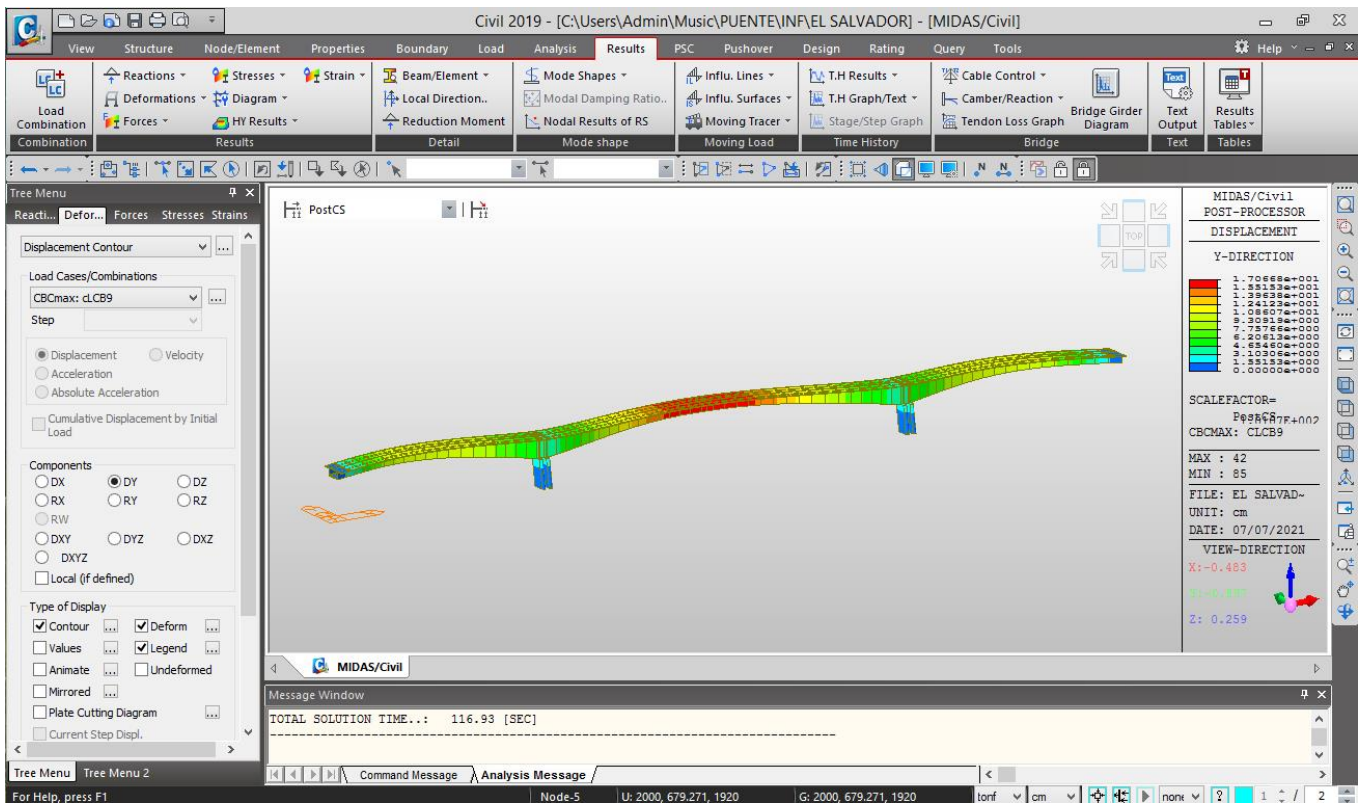 Civil 2019 - [C:\Users\Admin\Music\PUENTE\INF\EL SALVADOR] - [MIDAS/Civil]
View Structure Node/Element Properties Boundary Load Analysis Results PSC Pushover Design Rating Query Tools Help
Load Combination
Reactions Stresses Strain
Deformations Diagram
Forces HY Results
Beam/Element
Local Direction..
Reduction Moment
Mode Shapes
Modal Damping Ratio..
Nodal Results of RS
Influ. Lines
Influ. Surfaces
Moving Tracer
T.H Results
T.H Graph/Text
Stage/Step Graph
Cable Control
Camber/Reaction
Tendon Loss Graph
Bridge Girder Diagram
Text Output
Results Tables
Combination Results Detail Mode shape Moving Load Time History Bridge Text Tables
Tree Menu
Reacti... Defor... Forces Stresses Strains
Displacement Contour
Load Cases/Combinations
CBCmax: cLCB9
Step
Displacement Velocity
Acceleration
Absolute Acceleration
Cumulative Displacement by Initial
Load
Components
DX DY DZ
RX RY RZ
RW
DXY DYZ DXZ
DXYZ
Local (if defined)
Type of Display
Contour ... Deform ...
Values ... Legend ...
Animate ... Undeformed
Mirrored ...
Plate Cutting Diagram ...
Current Step Displ.
Tree Menu Tree Menu 2
PostCS
TOP
MIDAS/Civil
POST-PROCESSOR
DISPLACEMENT
Y-DIRECTION
1.70668e+001
1.55153e+001
1.39638e+001
1.24123e+001
1.08607e+001
9.30919e+000
7.75766e+000
6.20613e+000
4.65460e+000
3.10306e+000
1.55153e+000
0.00000e+000
SCALEFACTOR=
PostCS
CBCMAX: CLCB9
MAX : 42
MIN : 85
FILE: EL SALVAD~
UNIT: cm
DATE: 07/07/2021
VIEW-DIRECTION
X:-0.483
Z: 0.259
MIDAS/Civil
Message Window
TOTAL SOLUTION TIME..: 116.93 [SEC]
Command Message Analysis Message
For Help, press F1 Node-5 U: 2000, 679.271, 1920 G: 2000, 679.271, 1920 tonf cm none ? 1 / 2